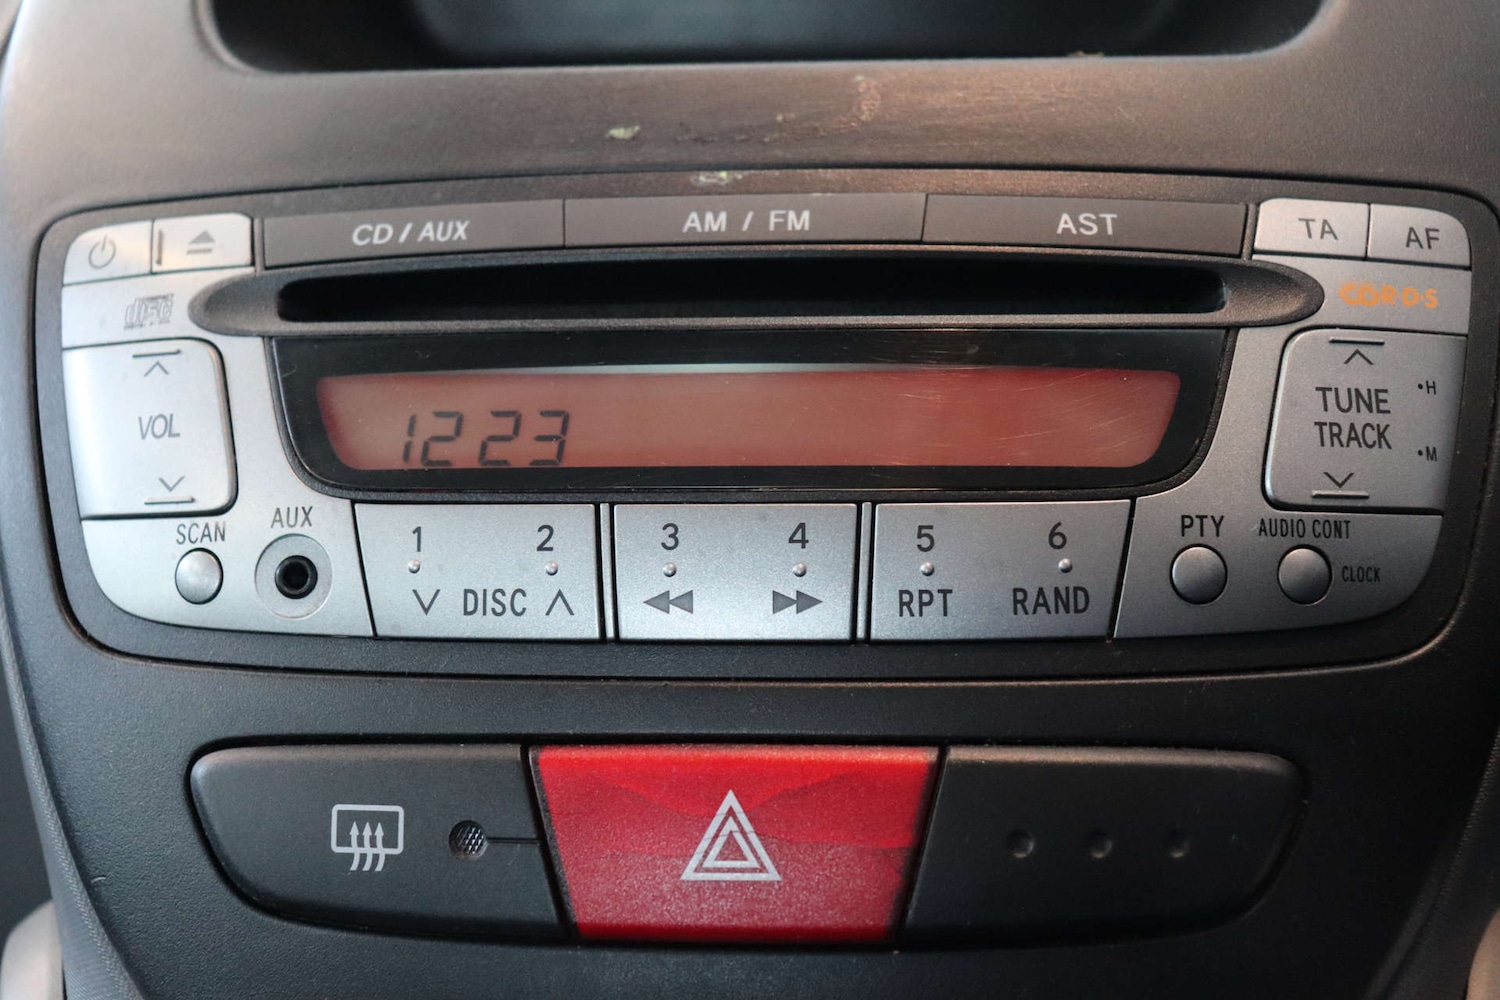 CD / AUX
AM / FM
AST
TA
AF
disc
C·D·R·D·S
VOL
1223
TUNE
TRACK
•H
•M
SCAN
AUX
1
2
3
4
5
6
DISC
RPT
RAND
PTY
AUDIO CONT
CLOCK